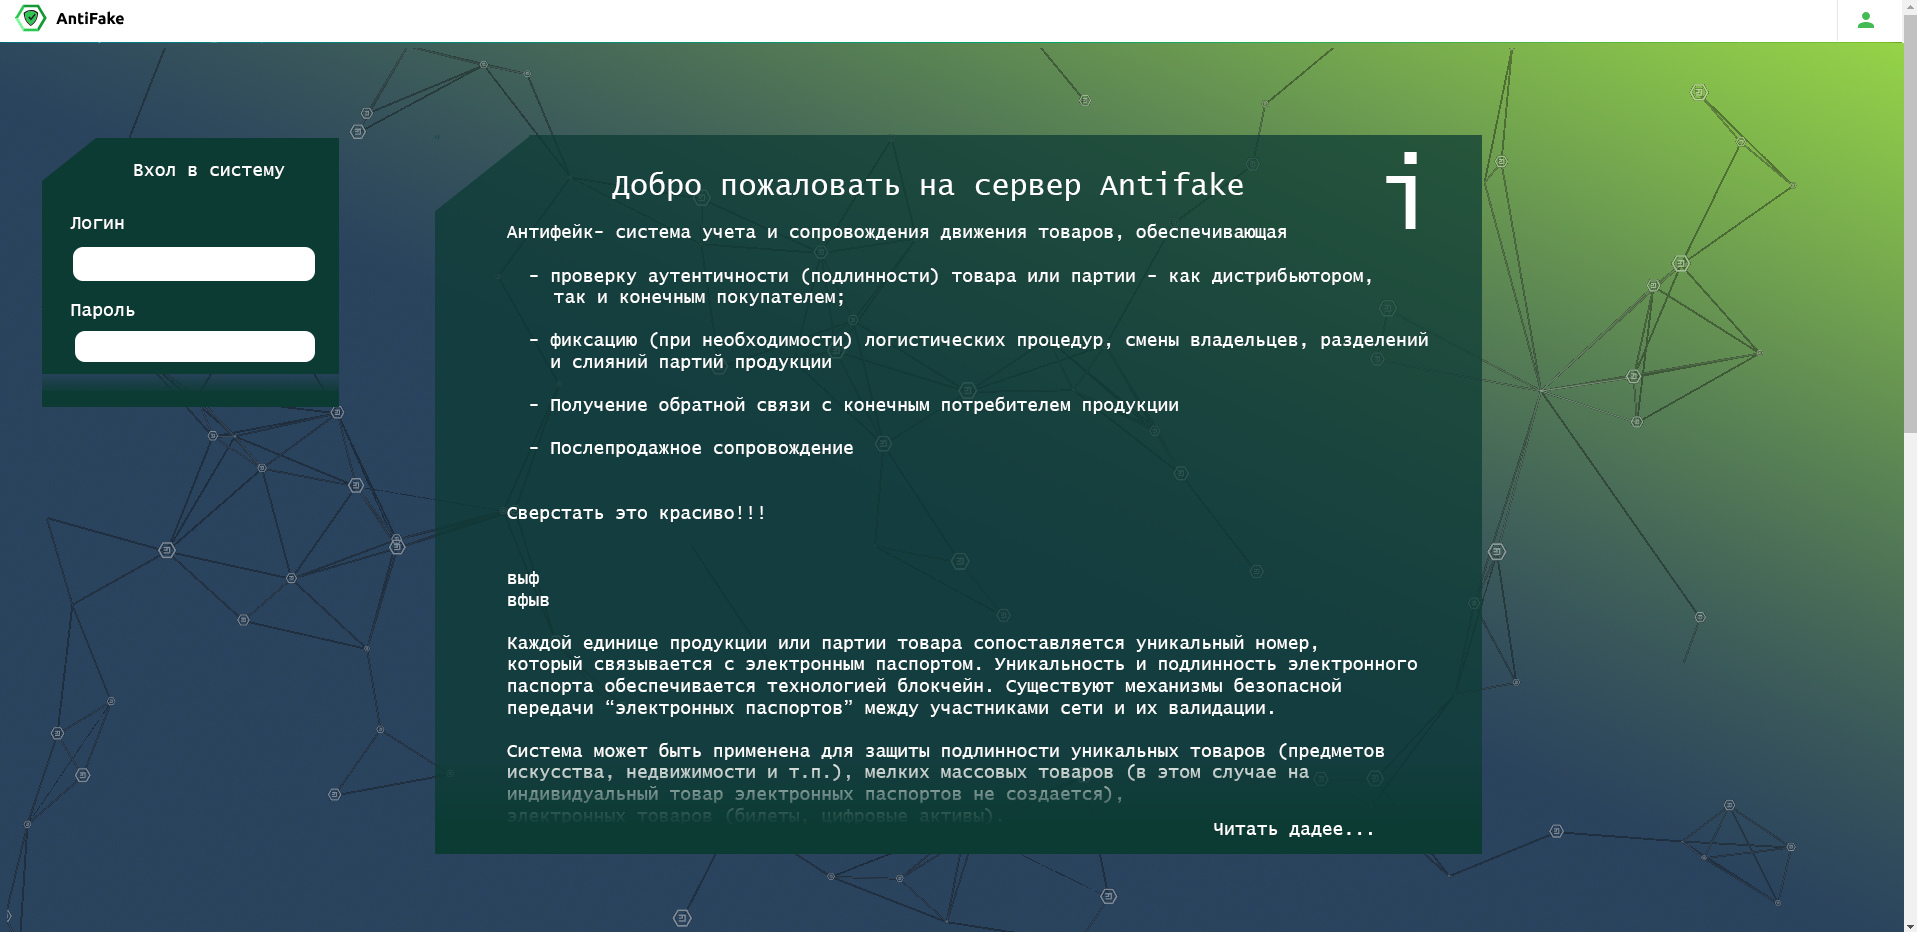 AntiFake
Вхол в систему
Логин
Пароль
Добро пожаловать на сервер Antifake
i
Антифейк- система учета и сопровождения движения товаров, обеспечивающая
- проверку аутентичности (подлинности) товара или партии - как дистрибьютором,
так и конечным покупателем;
- фиксацию (при необходимости) логистических процедур, смены владельцев, разделений
и слияний партий продукции
- Получение обратной связи с конечным потребителем продукции
- Послепродажное сопровождение
Сверстать это красиво!!!
выф
вфыв
Каждой единице продукции или партии товара сопоставляется уникальный номер,
который связывается с электронным паспортом. Уникальность и подлинность электронного
паспорта обеспечивается технологией блокчейн. Существуют механизмы безопасной
передачи “электронных паспортов” между участниками сети и их валидации.
Система может быть применена для защиты подлинности уникальных товаров (предметов
искусства, недвижимости и т.п.), мелких массовых товаров (в этом случае на
индивидуальный товар электронных паспортов не создается),
электронных товаров (билеты, цифровые активы).
Читать дадее...